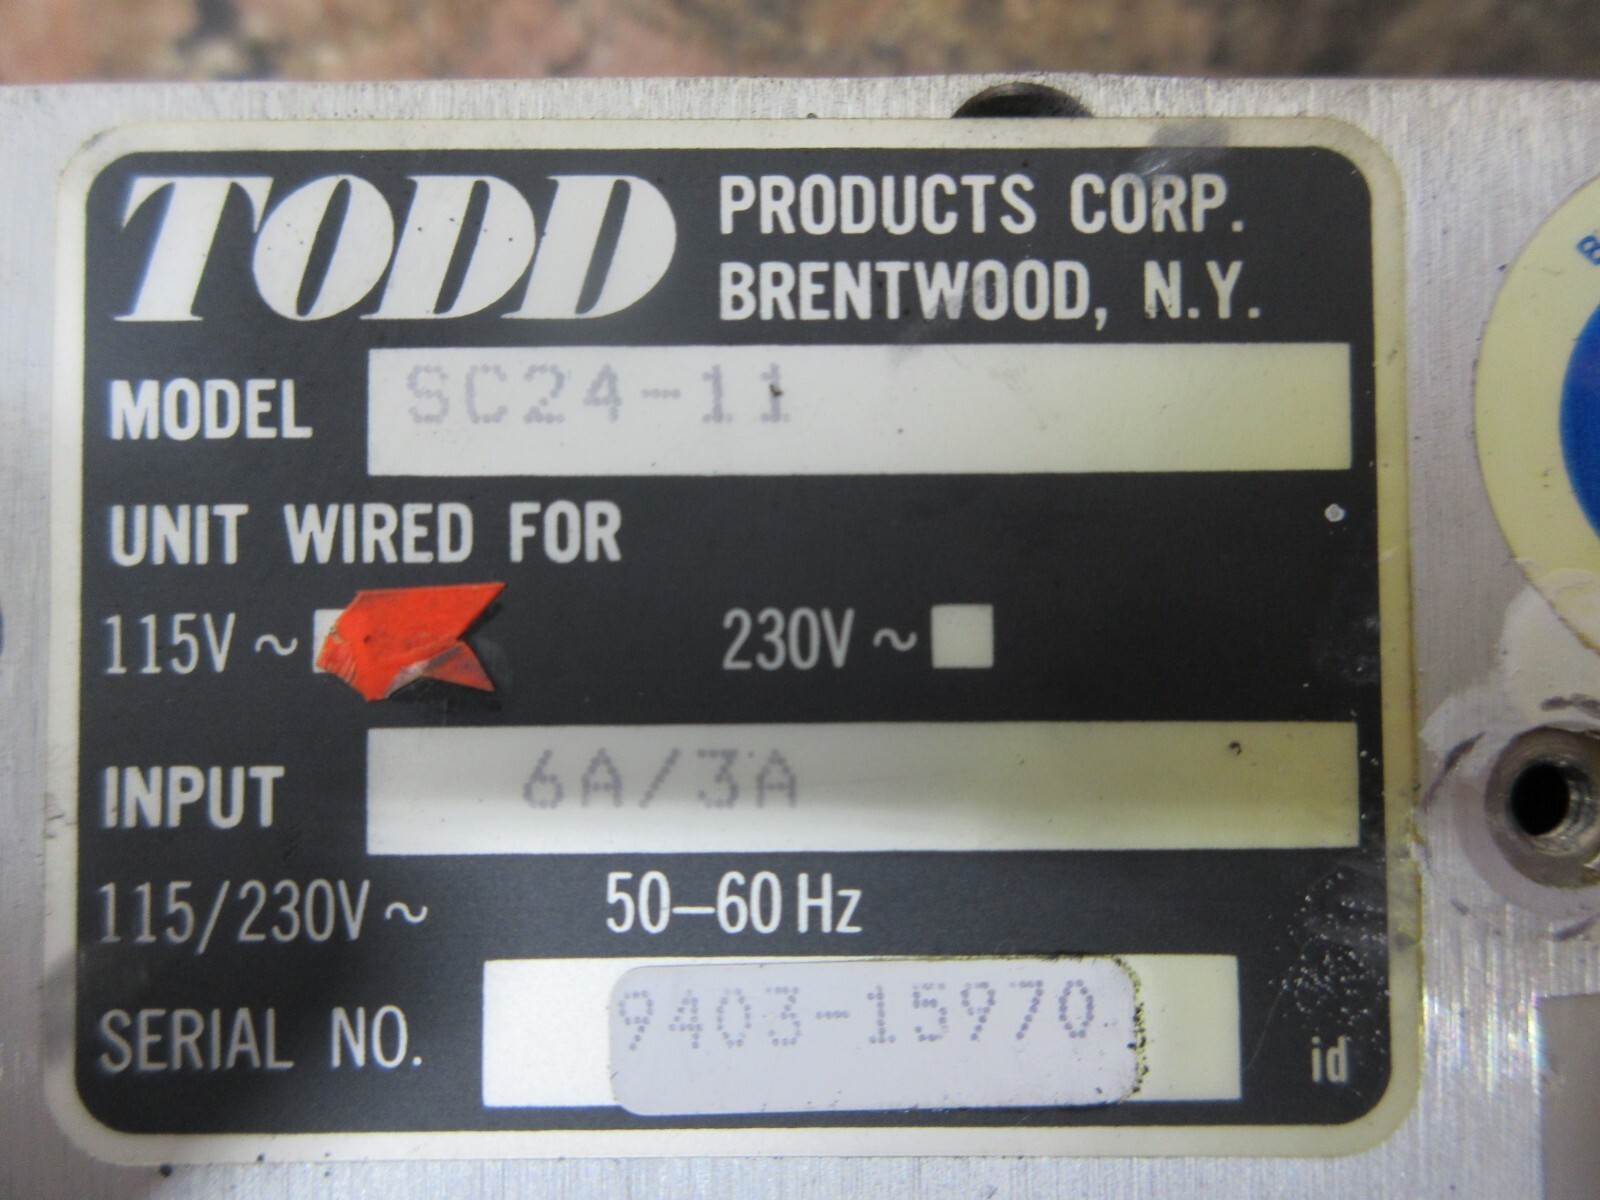 TODD PRODUCTS CORP.
BRENTWOOD, N.Y.
MODEL SC24-11
UNIT WIRED FOR
115V ~ 230V ~
INPUT 6A/3A
115/230V ~ 50-60 Hz
SERIAL NO. 9403-15970
id
B